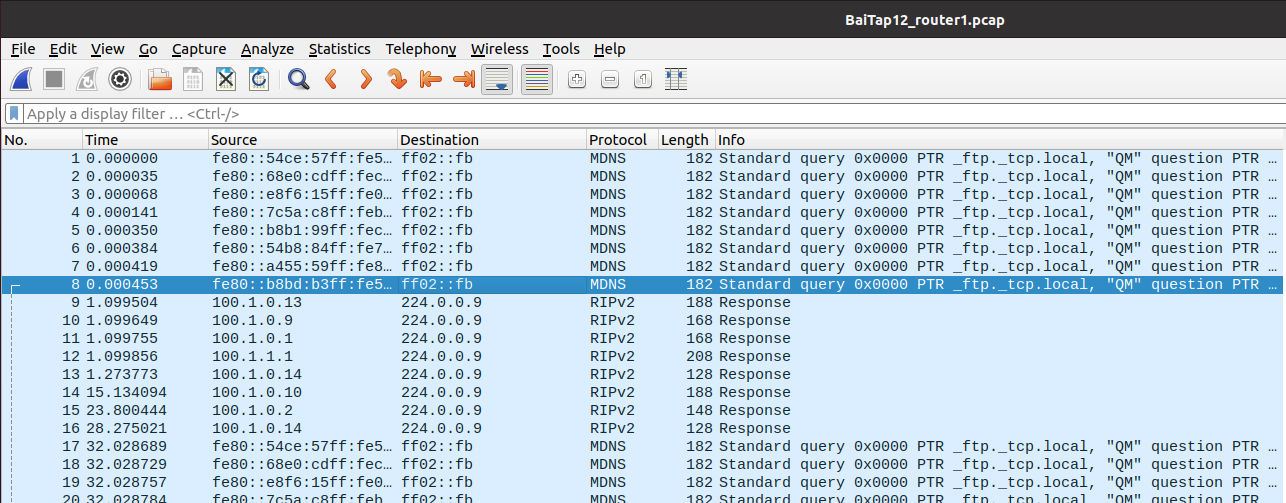 BaiTap12_router1.pcap
File Edit View Go Capture Analyze Statistics Telephony Wireless Tools Help
Apply a display filter … <Ctrl-/>
No. Time Source Destination Protocol Length Info
1 0.000000 fe80::54ce:57ff:fe5… ff02::fb MDNS 182 Standard query 0x0000 PTR _ftp._tcp.local, "QM" question PTR …
2 0.000035 fe80::68e0:cdff:fec… ff02::fb MDNS 182 Standard query 0x0000 PTR _ftp._tcp.local, "QM" question PTR …
3 0.000068 fe80::e8f6:15ff:fe0… ff02::fb MDNS 182 Standard query 0x0000 PTR _ftp._tcp.local, "QM" question PTR …
4 0.000141 fe80::7c5a:c8ff:feb… ff02::fb MDNS 182 Standard query 0x0000 PTR _ftp._tcp.local, "QM" question PTR …
5 0.000350 fe80::b8b1:99ff:fec… ff02::fb MDNS 182 Standard query 0x0000 PTR _ftp._tcp.local, "QM" question PTR …
6 0.000384 fe80::54b8:84ff:fe7… ff02::fb MDNS 182 Standard query 0x0000 PTR _ftp._tcp.local, "QM" question PTR …
7 0.000419 fe80::a455:59ff:fe8… ff02::fb MDNS 182 Standard query 0x0000 PTR _ftp._tcp.local, "QM" question PTR …
8 0.000453 fe80::b8bd:b3ff:fe5… ff02::fb MDNS 182 Standard query 0x0000 PTR _ftp._tcp.local, "QM" question PTR …
9 1.099504 100.1.0.13 224.0.0.9 RIPv2 188 Response
10 1.099649 100.1.0.9 224.0.0.9 RIPv2 168 Response
11 1.099755 100.1.0.1 224.0.0.9 RIPv2 168 Response
12 1.099856 100.1.1.1 224.0.0.9 RIPv2 208 Response
13 1.273773 100.1.0.14 224.0.0.9 RIPv2 128 Response
14 15.134094 100.1.0.10 224.0.0.9 RIPv2 188 Response
15 23.800444 100.1.0.2 224.0.0.9 RIPv2 148 Response
16 28.275021 100.1.0.14 224.0.0.9 RIPv2 128 Response
17 32.028689 fe80::54ce:57ff:fe5… ff02::fb MDNS 182 Standard query 0x0000 PTR _ftp._tcp.local, "QM" question PTR …
18 32.028729 fe80::68e0:cdff:fec… ff02::fb MDNS 182 Standard query 0x0000 PTR _ftp._tcp.local, "QM" question PTR …
19 32.028757 fe80::e8f6:15ff:fe0… ff02::fb MDNS 182 Standard query 0x0000 PTR _ftp._tcp.local, "QM" question PTR …
20 32.028784 fe80::7c5a:c8ff:feb… ff02::fb MDNS 182 Standard query 0x0000 PTR _ftp._tcp.local, "QM" question PTR …